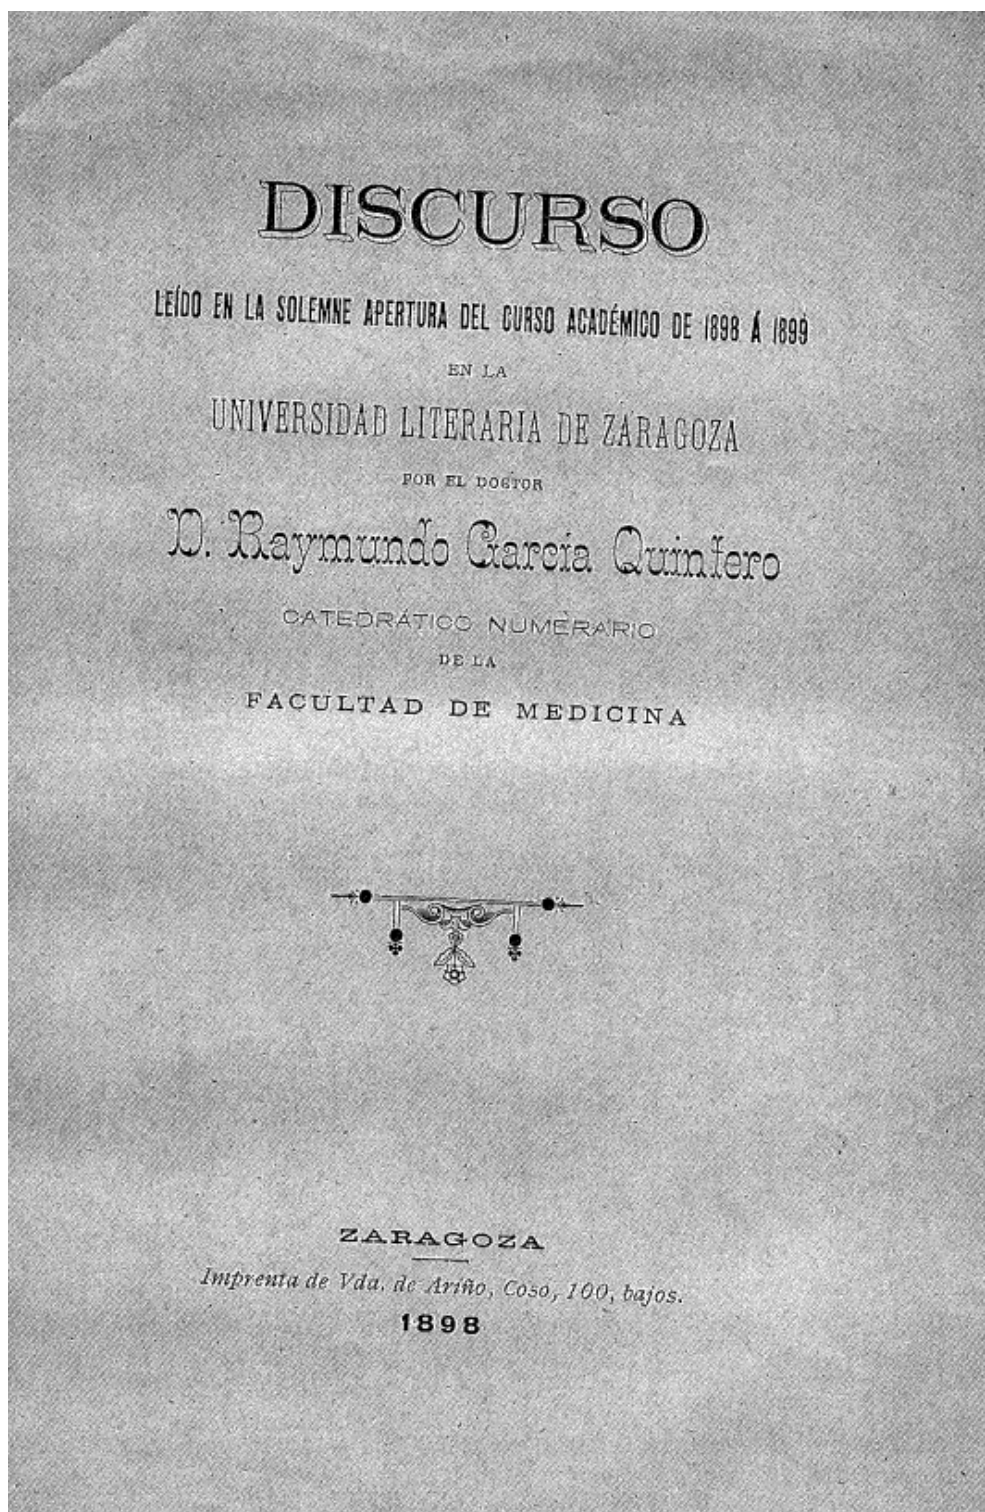 DISCURSO
LEÍDO EN LA SOLEMNE APERTURA DEL CURSO ACADÉMICO DE 1898 Á 1899
EN LA
UNIVERSIDAD LITERARIA DE ZARAGOZA
POR EL DOCTOR
D. Raymundo García Quintero
CATEDRÁTICO NUMERARIO
DE LA
FACULTAD DE MEDICINA
ZARAGOZA
Imprenta de Vda. de Ariño, Coso, 100, bajos.
1898